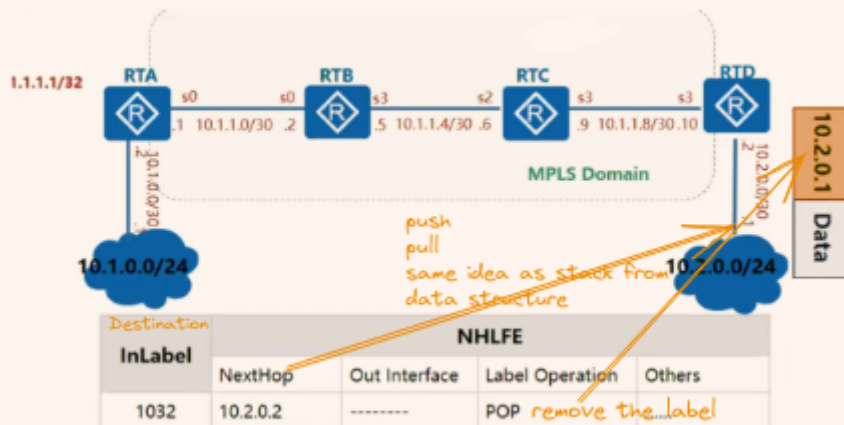 1.1.1.1/32
RTA
RTB
RTC
RTD
s0
s0
s3
s2
s3
s3
.1 10.1.1.0/30 .2
.5 10.1.1.4/30 .6
.9 10.1.1.8/30 .10
.2
10.1.0.0/30
.2
10.2.0.0/30
.1
MPLS Domain
10.2.0.1
Data
push
pull
same idea as stack from
data structure
10.1.0.0/24
10.2.0.0/24
Destination
InLabel
NHLFE
NextHop
Out Interface
Label Operation
Others
1032
10.2.0.2
--------
POP
remove the label